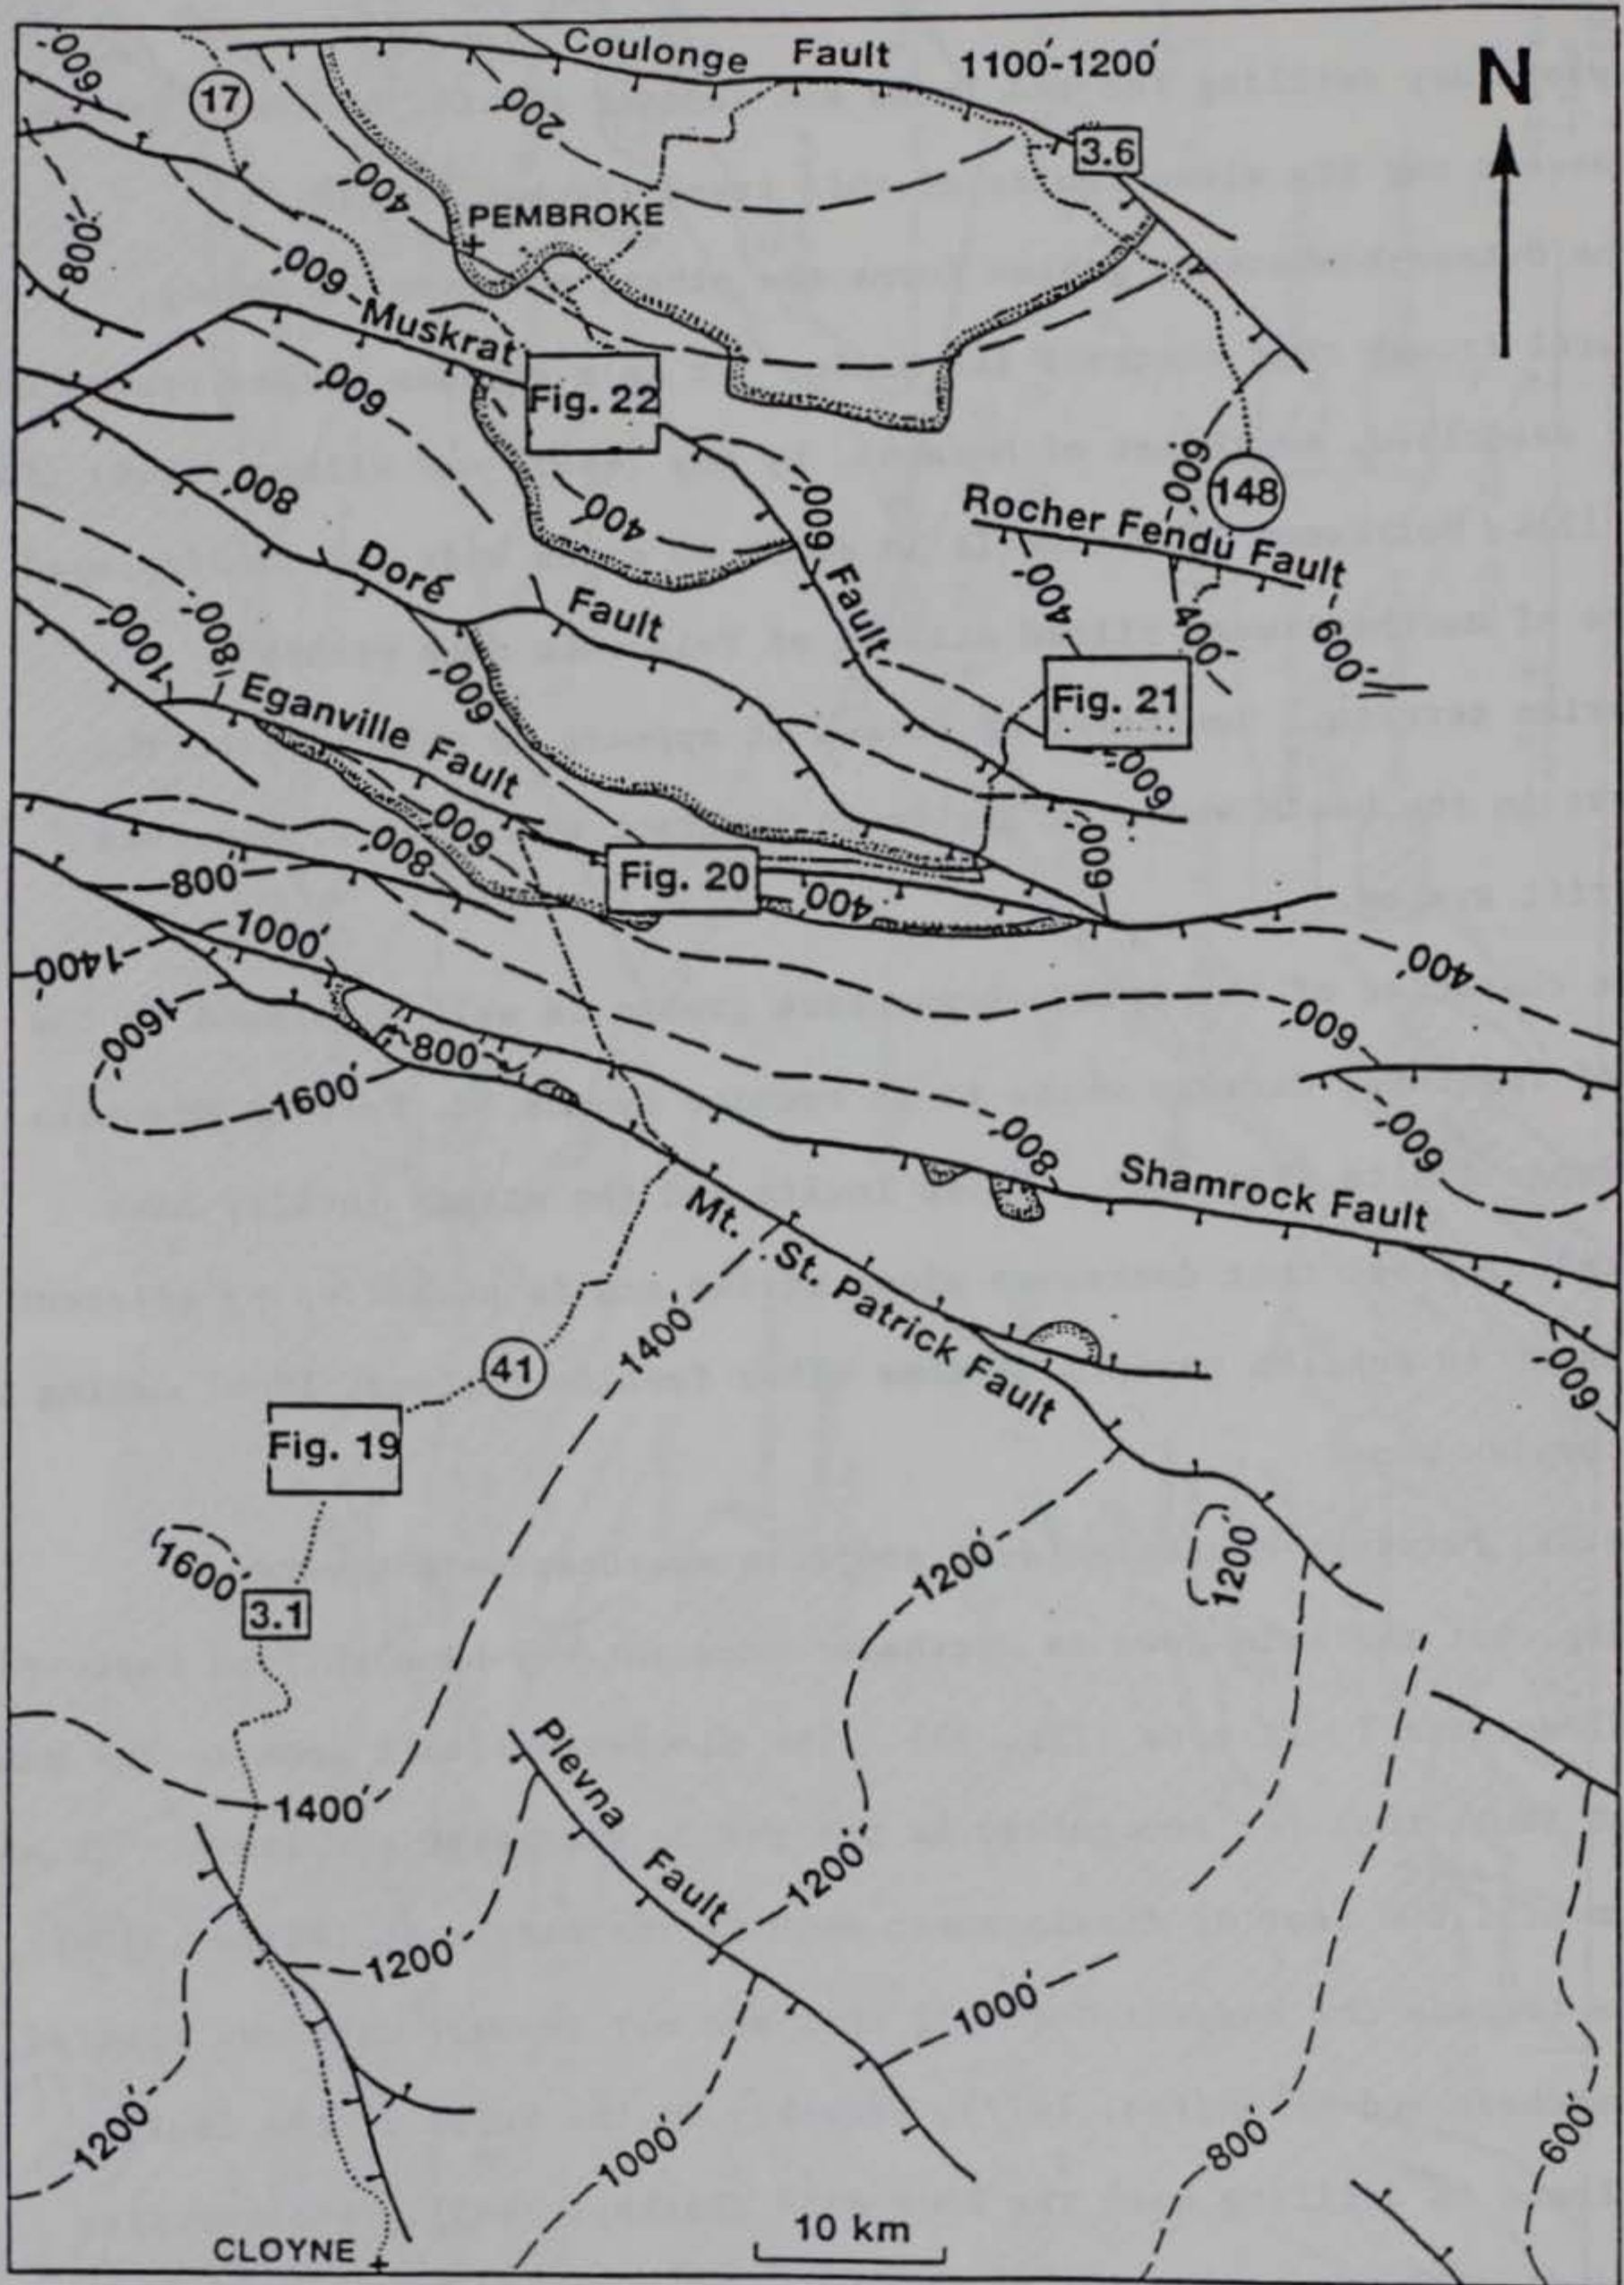 Coulonge Fault 1100'-1200'
N
-1600'
17
200'
3.6
-400'
PEMBROKE
-800'
-600'-Muskrat
-600'
Fig. 22
-600'
148
-800'
-400'
-600'
Rocher Fendu Fault
Doré Fault
Fault
-400'
400'
-600'
-1000'
-800'
-600'
Fig. 21
Eganville Fault
-600'
-600'
-800'
-600'
-800'
Fig. 20
400'
-1400'
1000'
-400'
-1600'
800
-600'
-1600'
-800'
-600'
Shamrock Fault
Mt. St. Patrick Fault
-1400'
41
-600'
Fig. 19
1600'
-1200'
1200'
3.1
Plevna Fault
-1400'
-1200'
-1200'
-1000'
-1200'
-1000'
-800'
-600'
10 km
CLOYNE